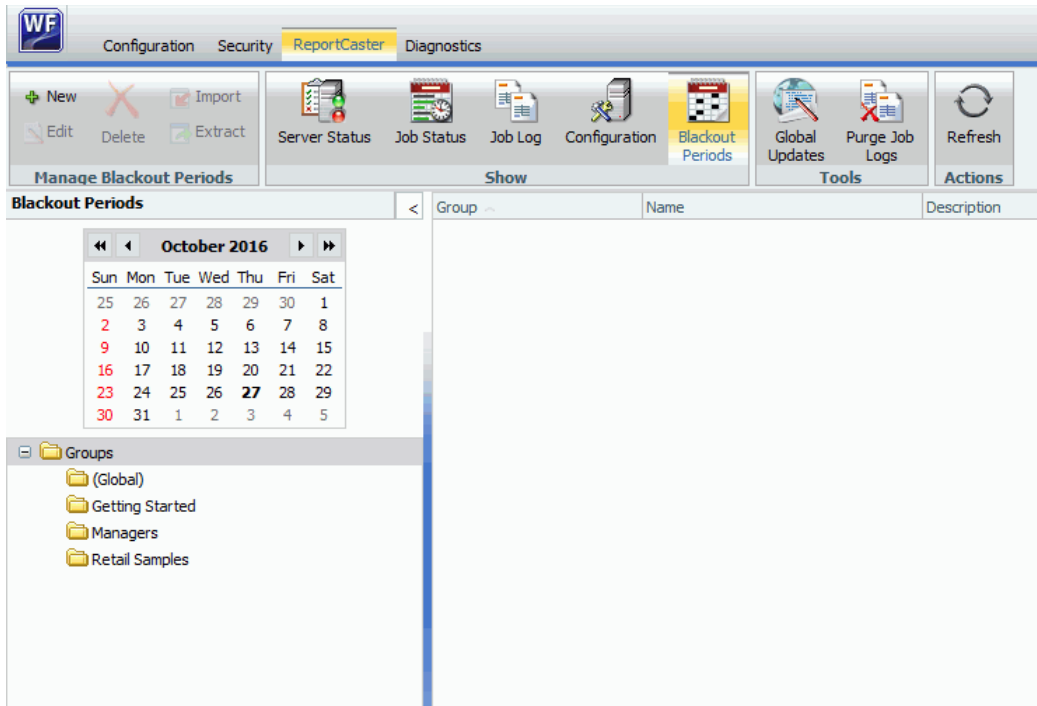 WF
Configuration Security ReportCaster Diagnostics
New Import
Edit Delete Extract
Manage Blackout Periods
Server Status Job Status Job Log Configuration Blackout
Periods
Show
Global
Updates
Purge Job
Logs
Tools
Refresh
Actions
Blackout Periods < Group Name Description
October 2016
Sun Mon Tue Wed Thu Fri Sat
25 26 27 28 29 30 1
2 3 4 5 6 7 8
9 10 11 12 13 14 15
16 17 18 19 20 21 22
23 24 25 26 27 28 29
30 31 1 2 3 4 5
Groups
(Global)
Getting Started
Managers
Retail Samples